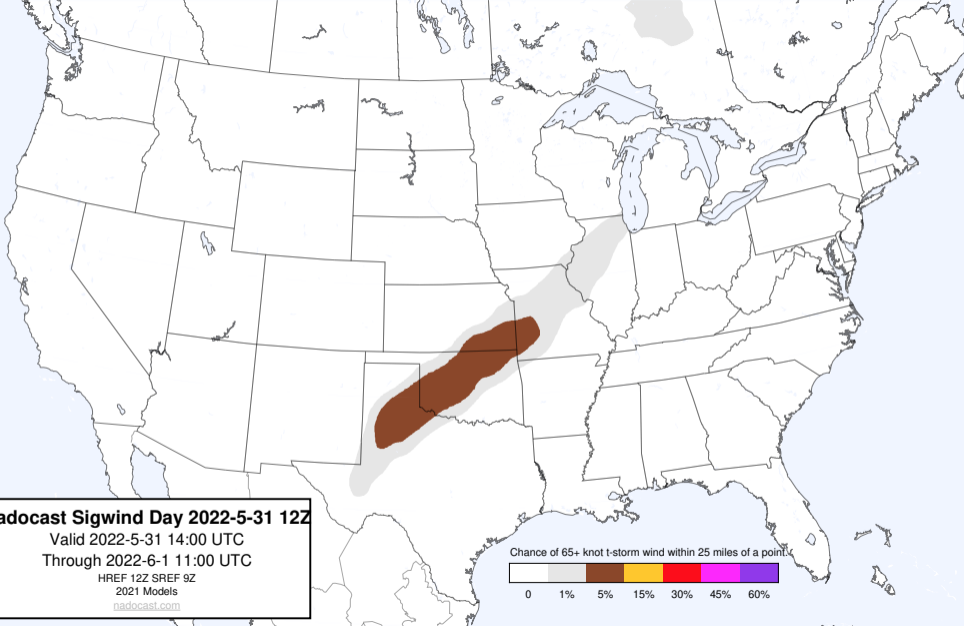 adocast Sigwind Day 2022-5-31 12Z
Valid 2022-5-31 14:00 UTC
Through 2022-6-1 11:00 UTC
HREF 12Z SREF 9Z
2021 Models
nadocast.com
Chance of 65+ knot t-storm wind within 25 miles of a point.
0 1% 5% 15% 30% 45% 60%